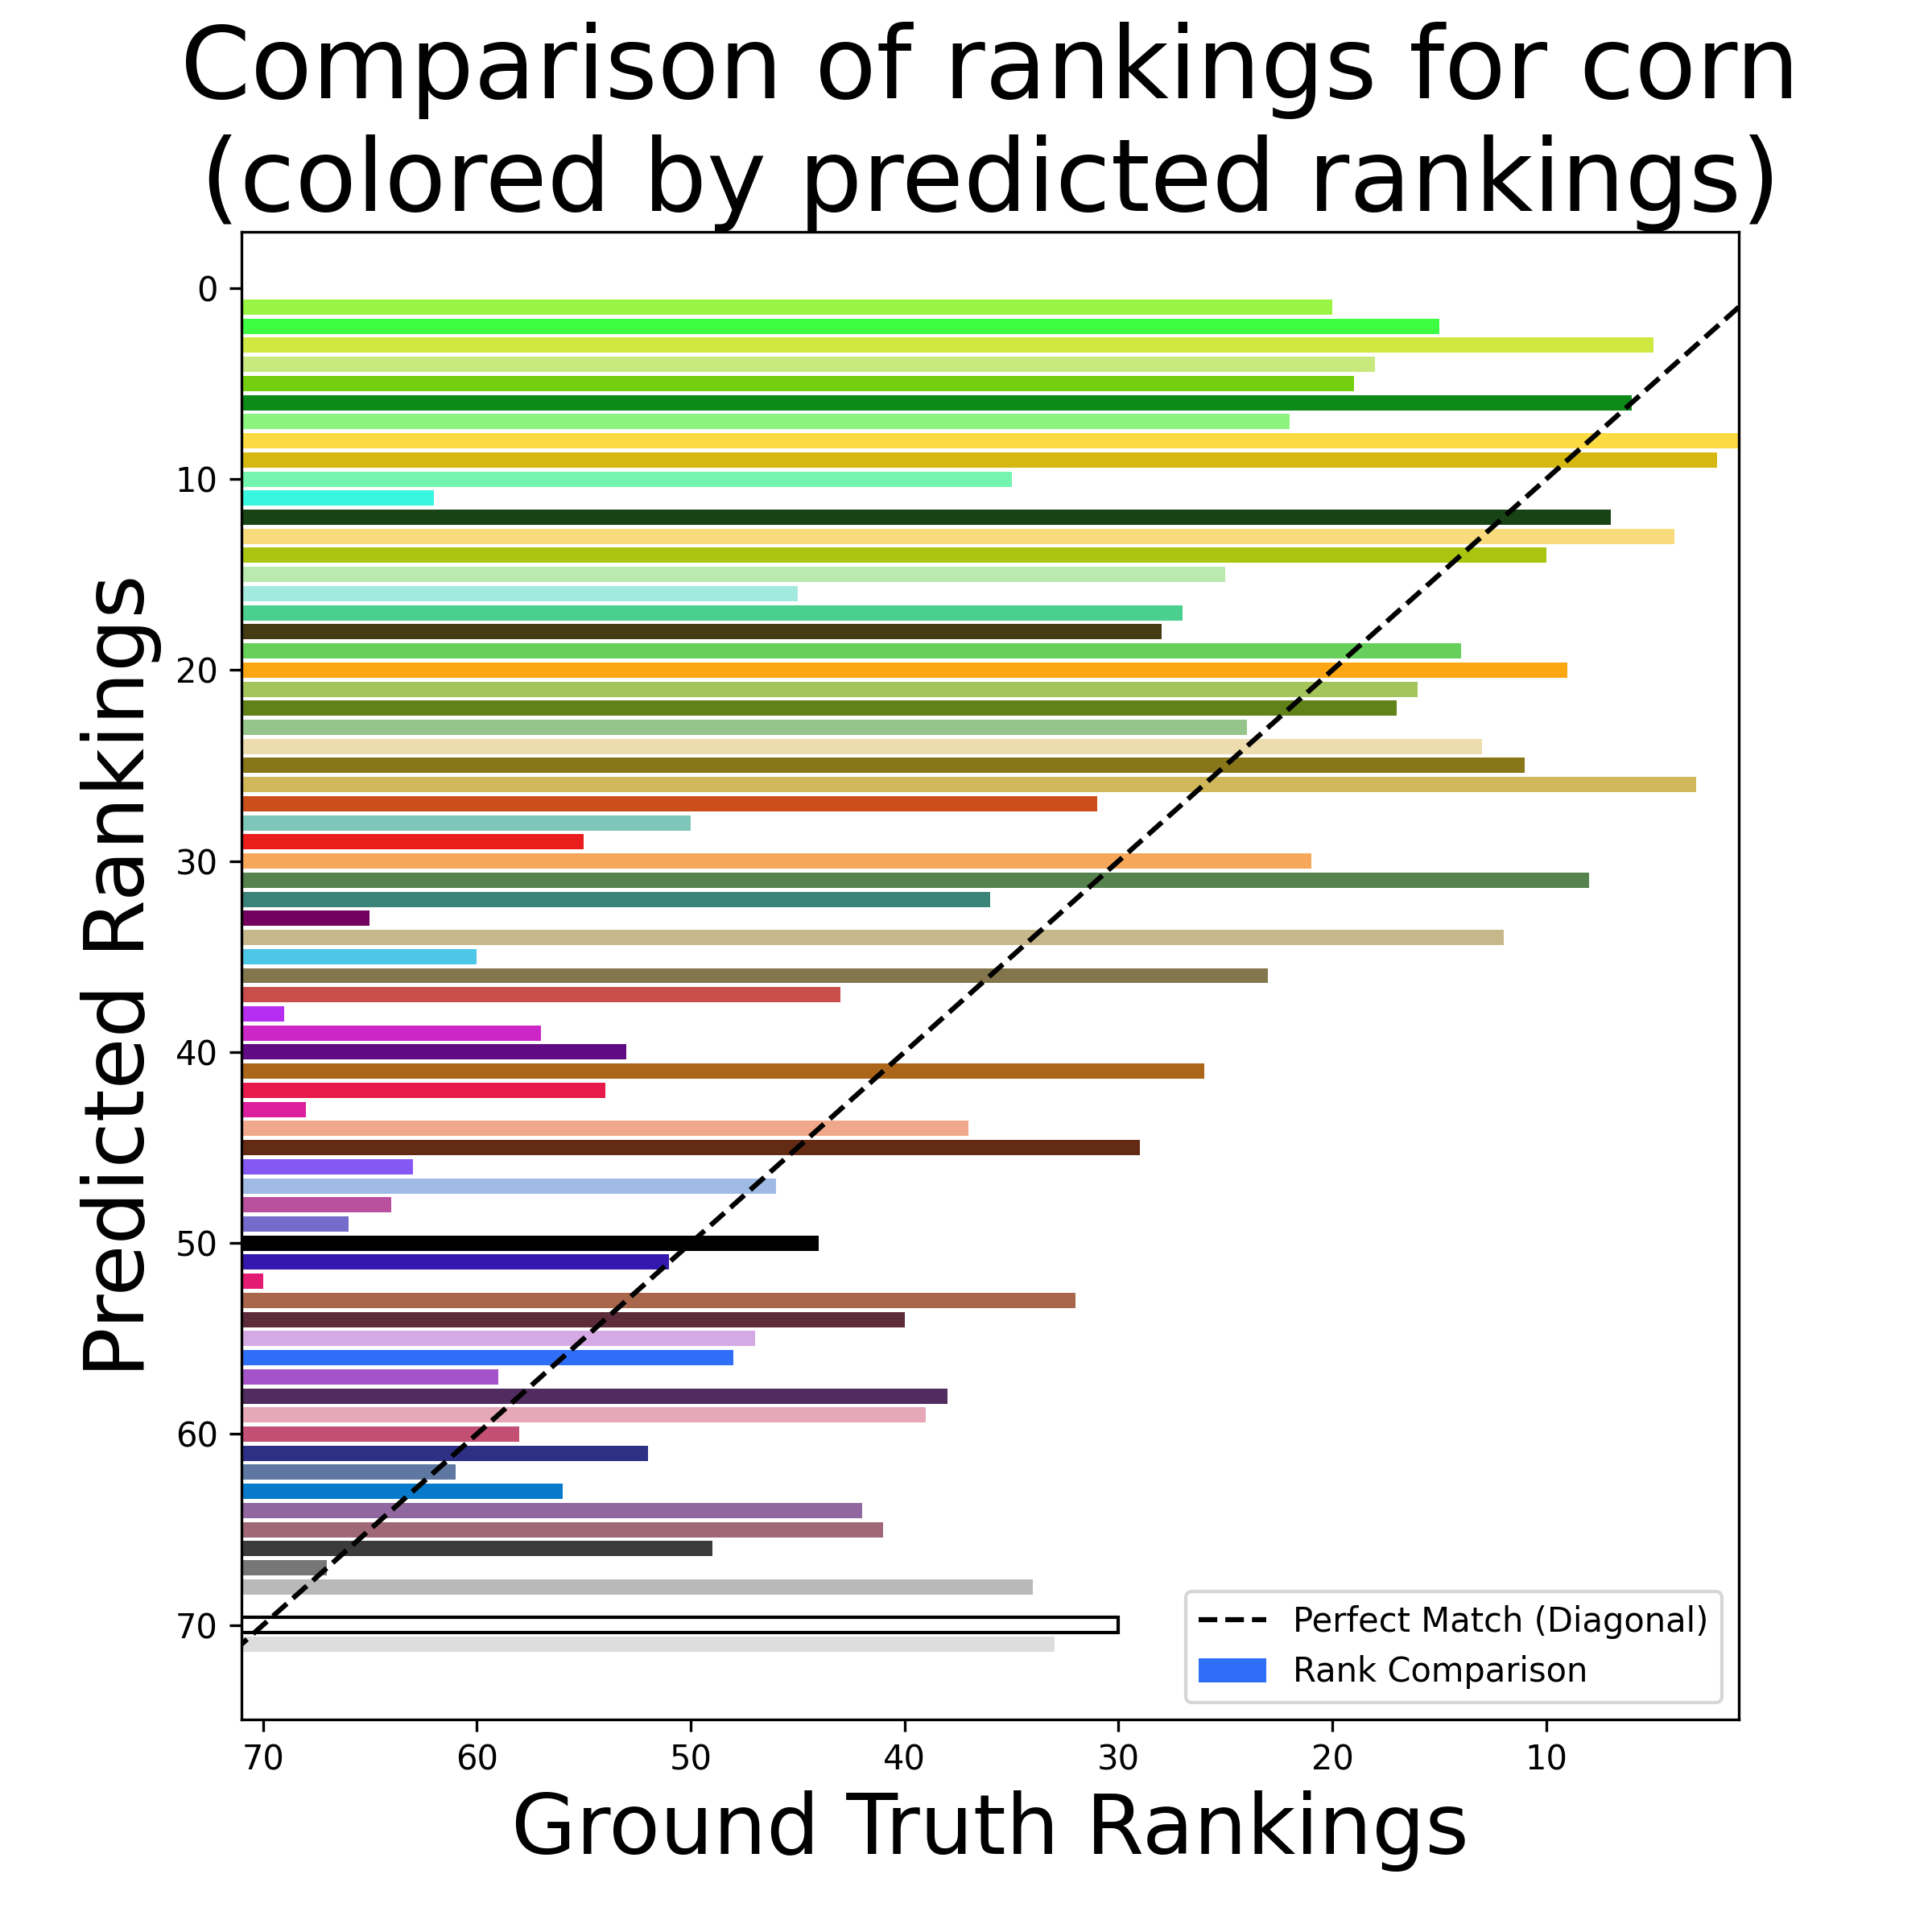 Comparison of rankings for corn
(colored by predicted rankings)
Predicted Rankings
0
10
20
30
40
50
60
70
Perfect Match (Diagonal)
Rank Comparison
70 60 50 40 30 20 10
Ground Truth Rankings